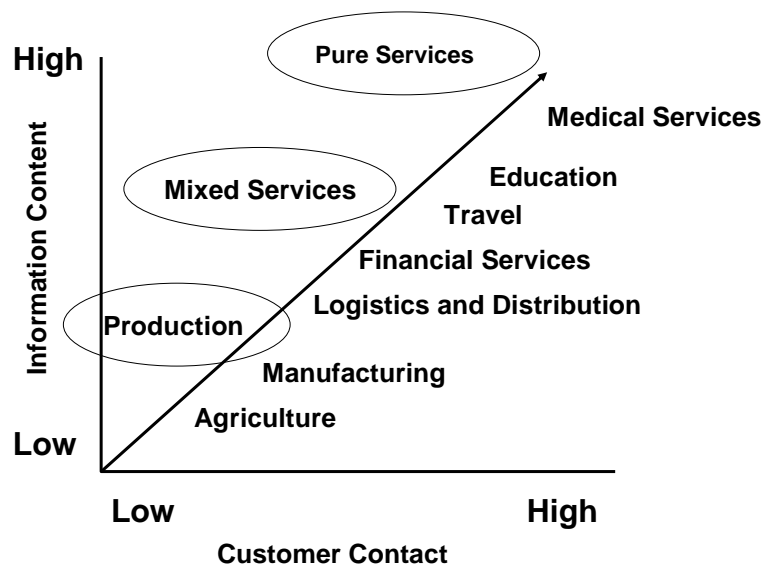 Pure Services
High
Medical Services
Information Content
Mixed Services
Education
Travel
Financial Services
Logistics and Distribution
Production
Manufacturing
Agriculture
Low
Low
High
Customer Contact